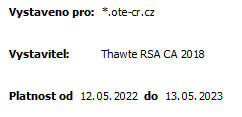 Vystaveno pro: *.ote-cr.cz
Vystavitel: Thawte RSA CA 2018
Platnost od 12.05.2022 do 13.05.2023